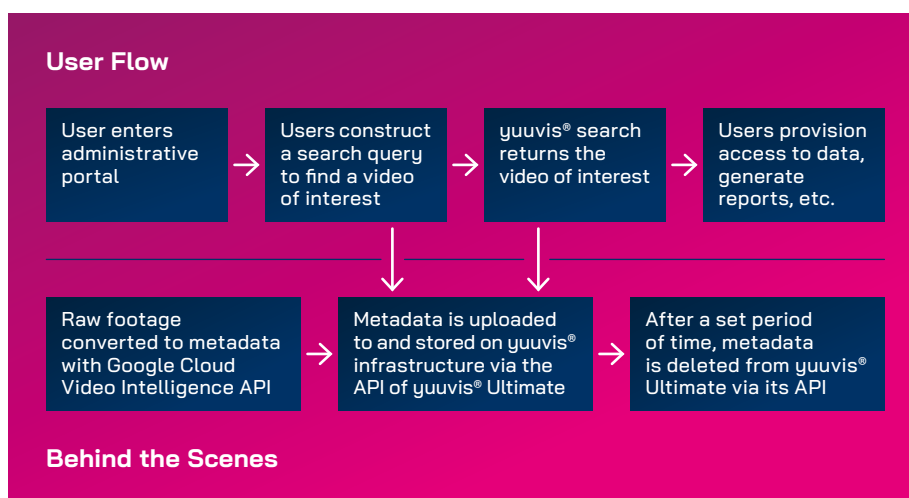 User Flow
User enters
administrative
portal
Users construct
a search query
to find a video
of interest
yuuvis® search
returns the
video of interest
Users provision
access to data,
generate
reports, etc.
Raw footage
converted to metadata
with Google Cloud
Video Intelligence API
Metadata is uploaded
to and stored on yuuvis®
infrastructure via the
API of yuuvis® Ultimate
After a set period
of time, metadata
is deleted from yuuvis®
Ultimate via its API
Behind the Scenes